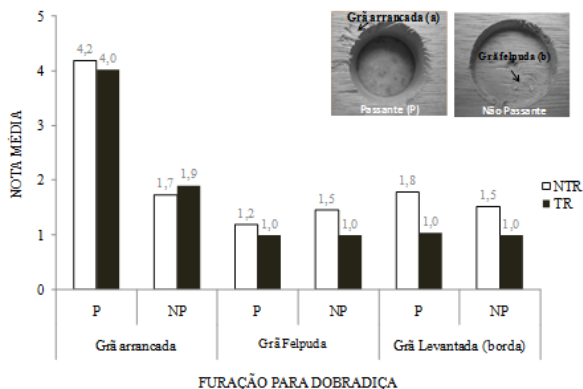 5
4
3
2
1
0
NOTA MÉDIA
4,2
4,0
1,7
1,9
1,2
1,0
1,5
1,0
1,8
1,0
1,5
1,0
Grã arrancada (a)
Passante (P)
Grã felpuda (b)
Não Passante
NTR
TR
P NP P NP P NP
Grã arrancada Grã Felpuda Grã Levantada (borda)
FURAÇÃO PARA DOBRADIÇA